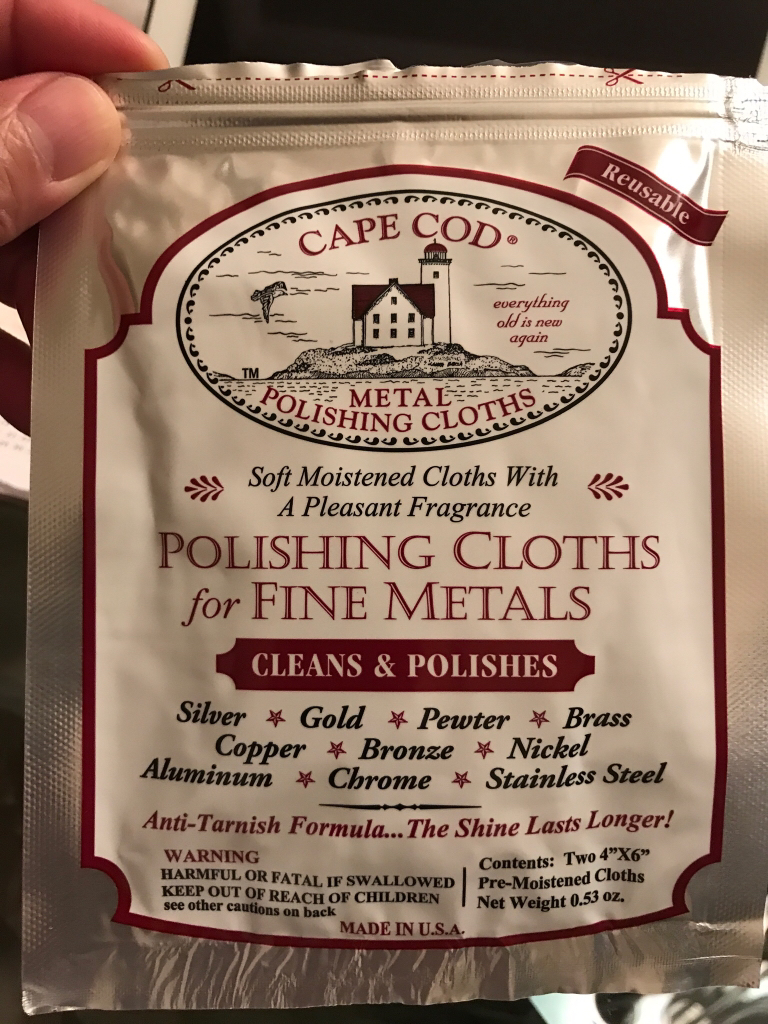 Reusable
CAPE COD®
everything
old is new
again
TM
METAL
POLISHING CLOTHS
Soft Moistened Cloths With
A Pleasant Fragrance
POLISHING CLOTHS
for FINE METALS
CLEANS & POLISHES
Silver Gold Pewter Brass
Copper Bronze Nickel
Aluminum Chrome Stainless Steel
Anti-Tarnish Formula...The Shine Lasts Longer!
WARNING
HARMFUL OR FATAL IF SWALLOWED
KEEP OUT OF REACH OF CHILDREN
see other cautions on back
Contents: Two 4"X6"
Pre-Moistened Cloths
Net Weight 0.53 oz.
MADE IN U.S.A.